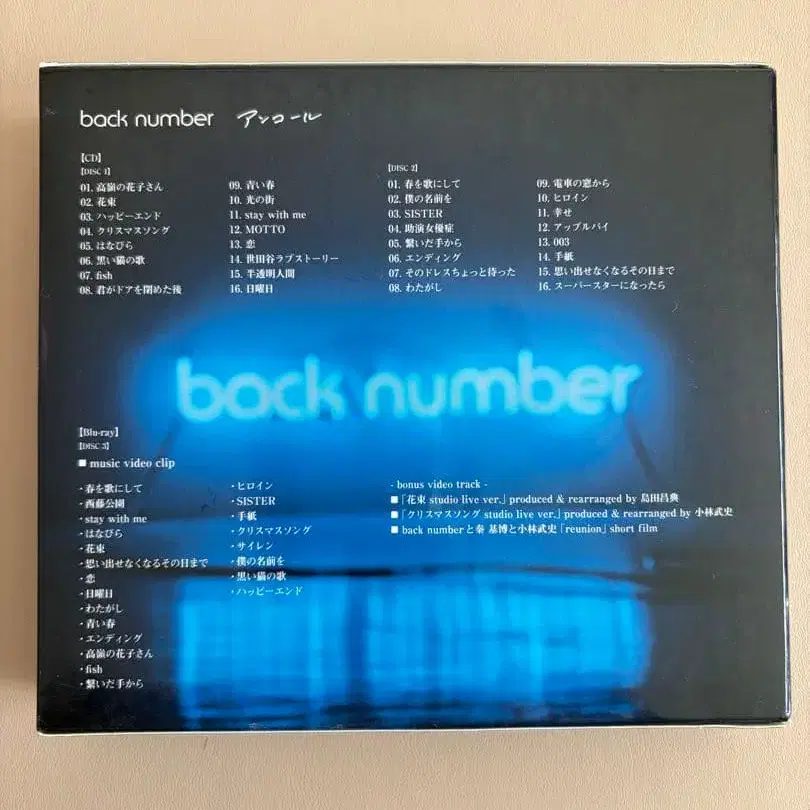 back number アンコール
【CD】
【DISC 1】
01. 高嶺の花子さん
02. 花束
03. ハッピーエンド
04. クリスマスソング
05. はなびら
06. 黒い猫の歌
07. fish
08. 君がドアを閉めた後
09. 青い春
10. 光の街
11. stay with me
12. MOTTO
13. 恋
14. 世田谷ラブストーリー
15. 半透明人間
16. 日曜日
【DISC 2】
01. 春を歌にして
02. 僕の名前を
03. SISTER
04. 助演女優症
05. 繋いだ手から
06. エンディング
07. そのドレスちょっと待った
08. わたがし
09. 電車の窓から
10. ヒロイン
11. 幸せ
12. アップルパイ
13. 003
14. 手紙
15. 思い出せなくなるその日まで
16. スーパースターになったら
back number
【Blu-ray】
【DISC 3】
■ music video clip
・春を歌にして
・西藤公園
・stay with me
・はなびら
・花束
・思い出せなくなるその日まで
・恋
・日曜日
・わたがし
・青い春
・エンディング
・高嶺の花子さん
・fish
・繋いだ手から
・ヒロイン
・SISTER
・手紙
・クリスマスソング
・サイレン
・僕の名前を
・黒い猫の歌
・ハッピーエンド
- bonus video track -
■「花束 studio live ver.」produced & rearranged by 島田昌典
■「クリスマスソング studio live ver.」produced & rearranged by 小林武史
■ back numberと秦 基博と小林武史「reunion」short film